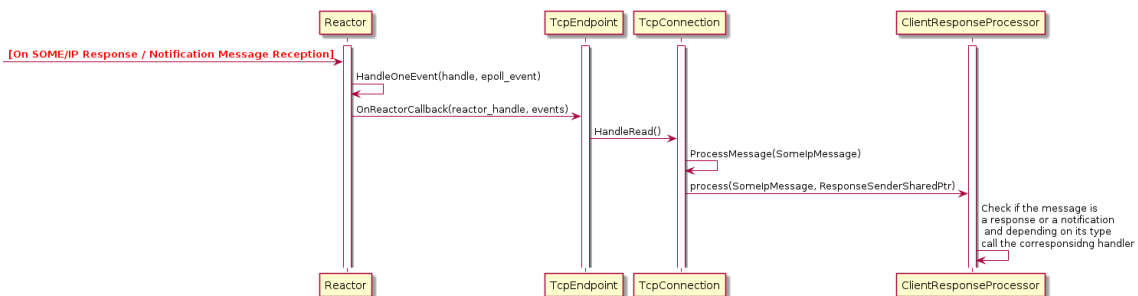 Reactor
TcpEndpoint
TcpConnection
ClientResponseProcessor
[On SOME/IP Response / Notification Message Reception]
HandleOneEvent(handle, epoll_event)
OnReactorCallback(reactor_handle, events)
HandleRead()
ProcessMessage(SomeIpMessage)
process(SomeIpMessage, ResponseSenderSharedPtr)
Check if the message is
a response or a notification
and depending on its type
call the corresponsidng handler
Reactor
TcpEndpoint
TcpConnection
ClientResponseProcessor